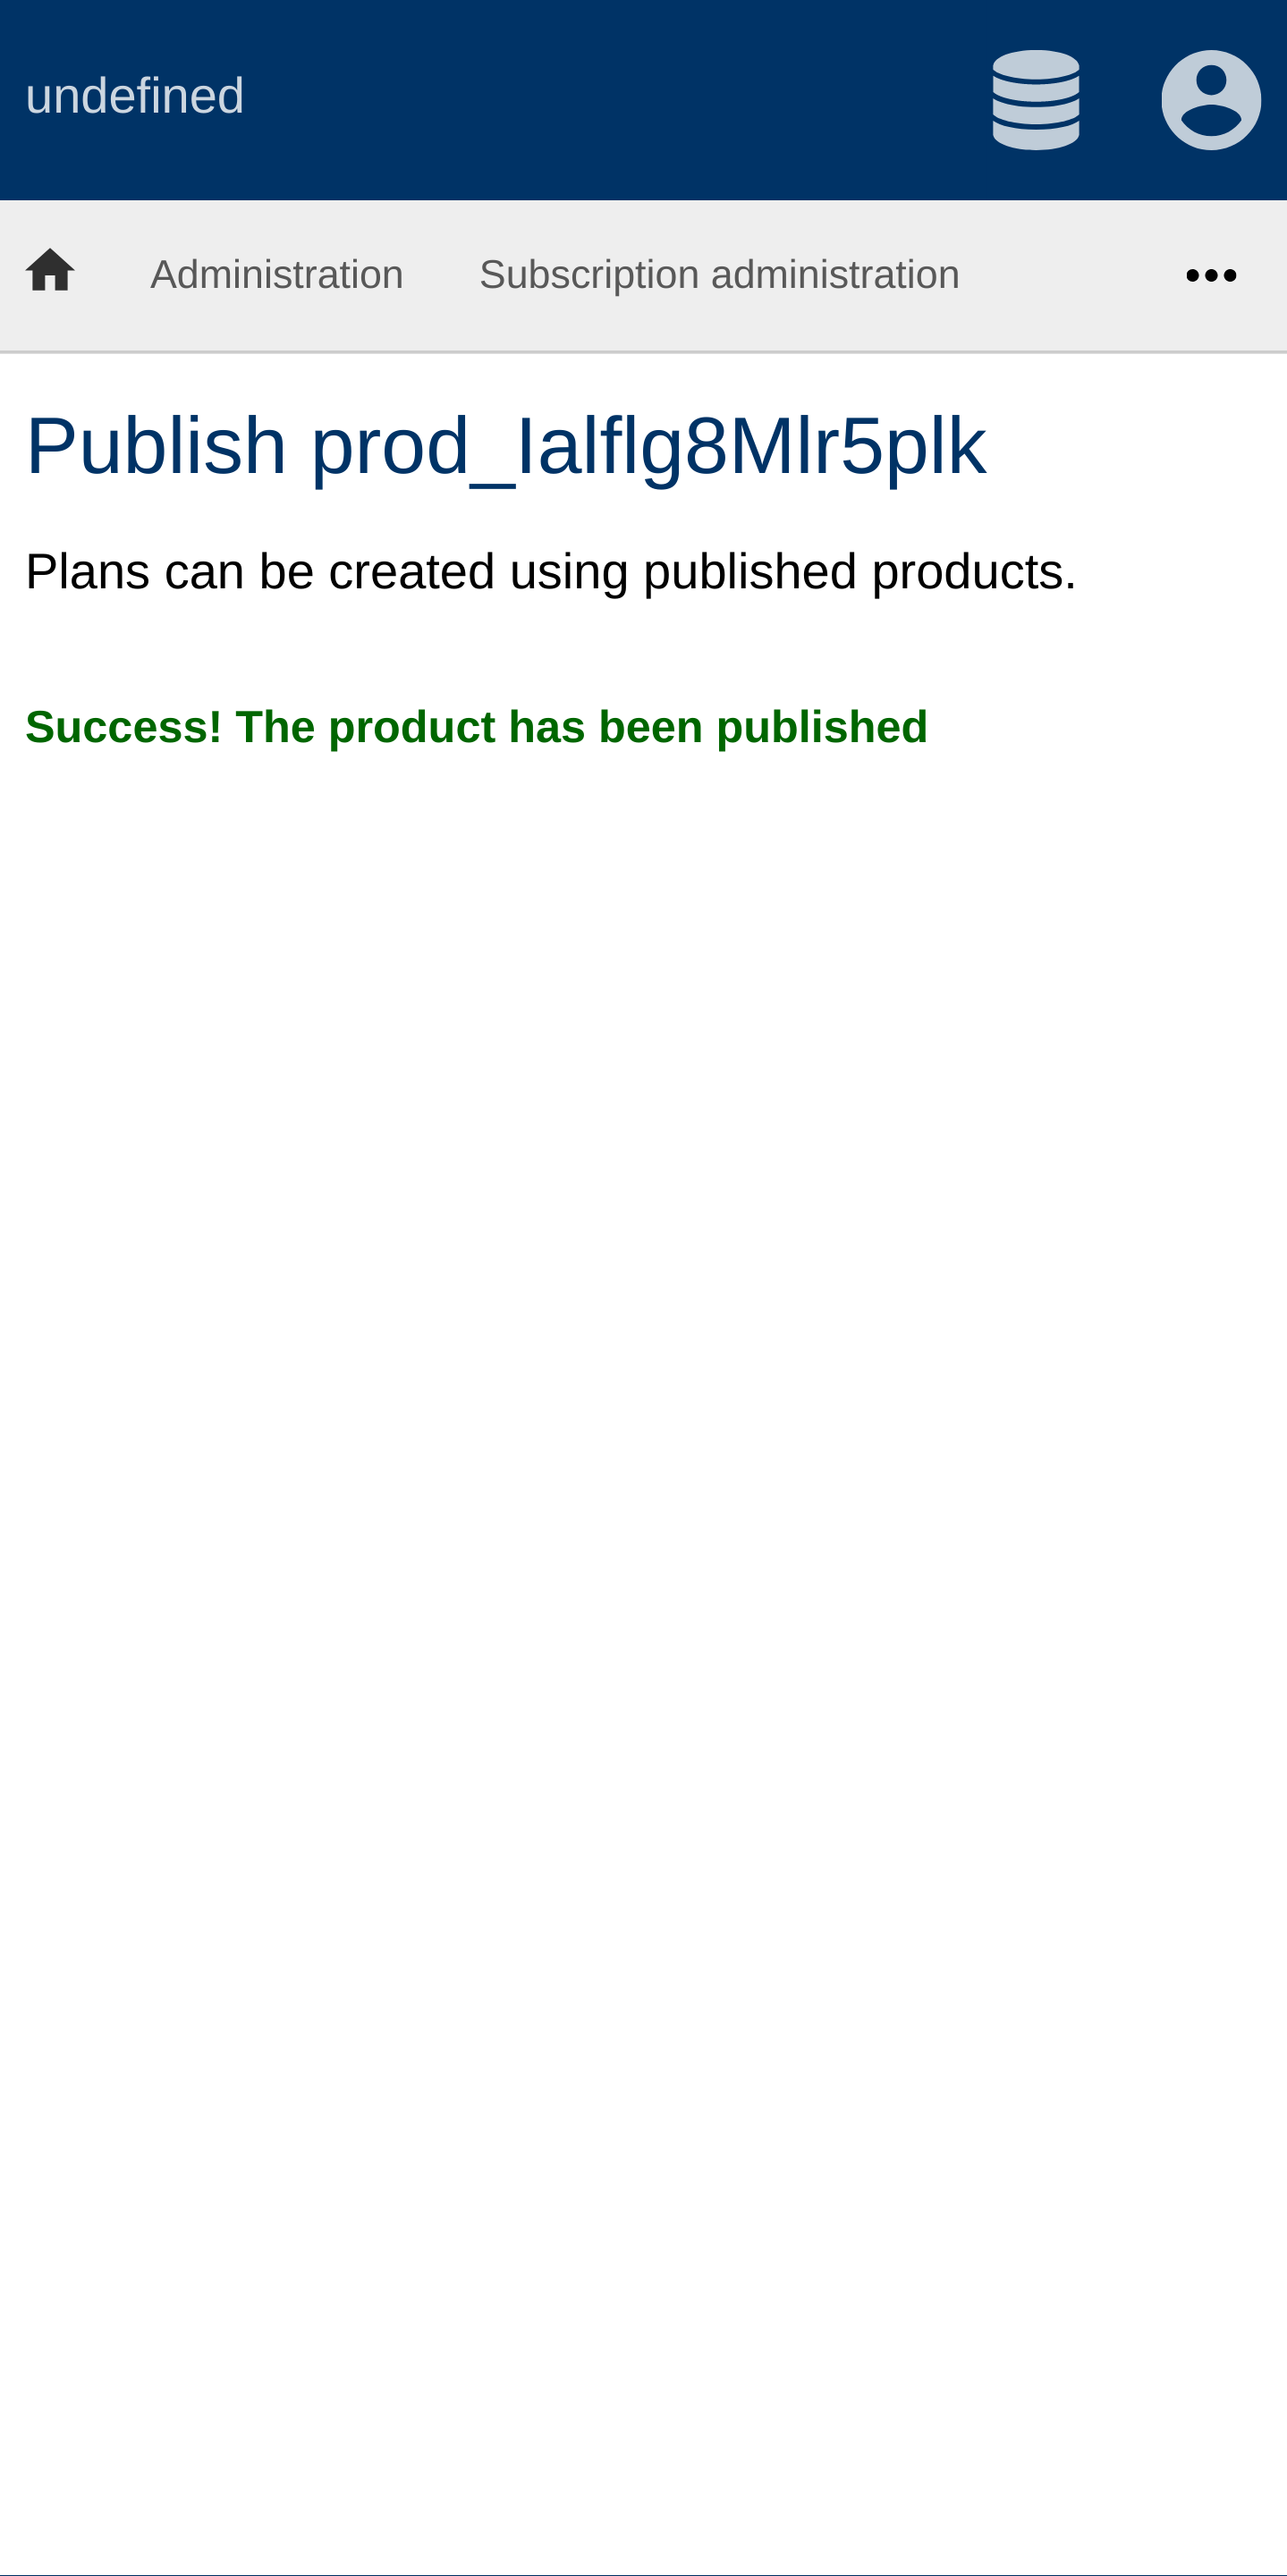 undefined
Administration Subscription administration
Publish prod_Ialflg8Mlr5plk
Plans can be created using published products.
Success! The product has been published